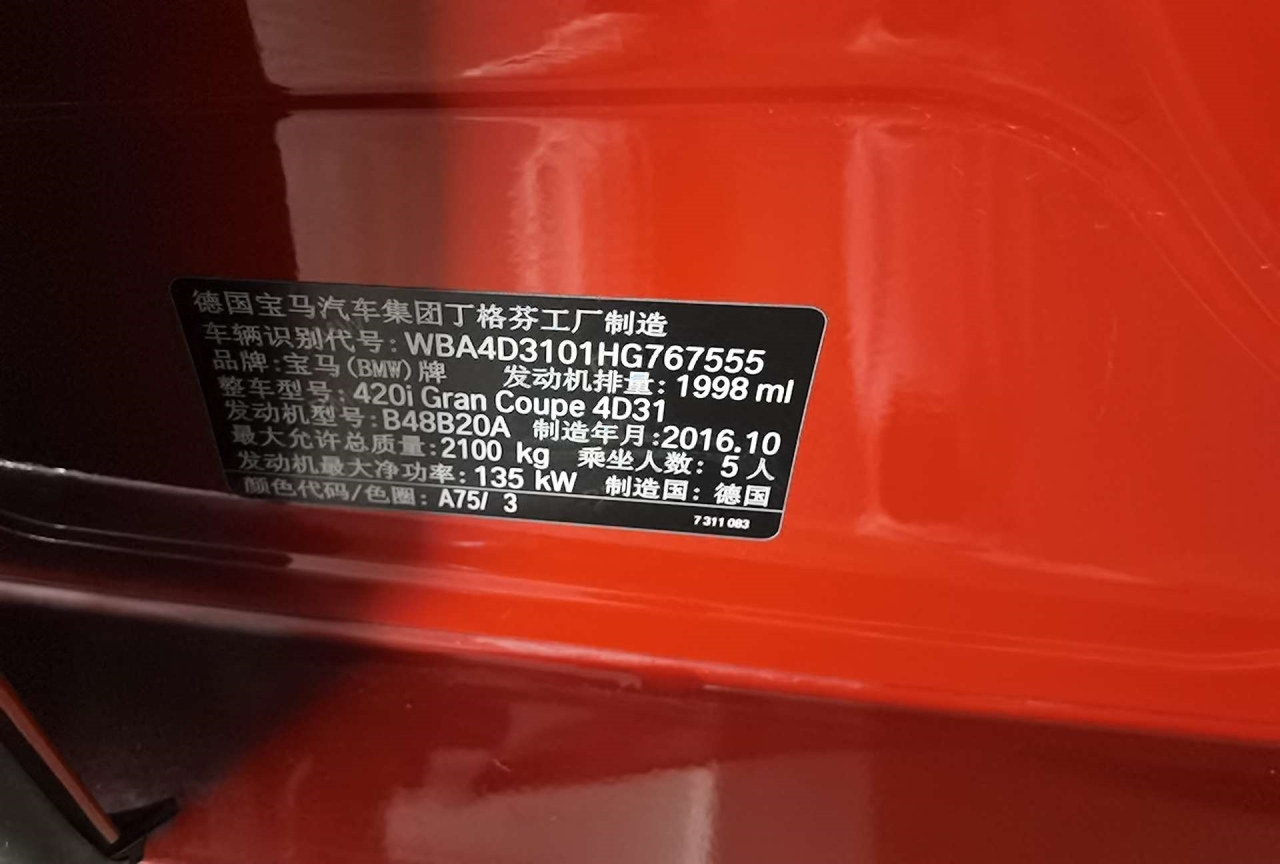 德国宝马汽车集团丁格芬工厂制造
车辆识别代号: WBA4D3101HG767555
品牌:宝马(BMW)牌 发动机排量: 1998 ml
整车型号: 420i Gran Coupe 4D31
发动机型号: B48B20A 制造年月:2016.10
最大允许总质量: 2100 kg 乘坐人数: 5 人
发动机最大净功率: 135 kW 制造国: 德国
颜色代码/色圈: A75/ 3
7 311 083